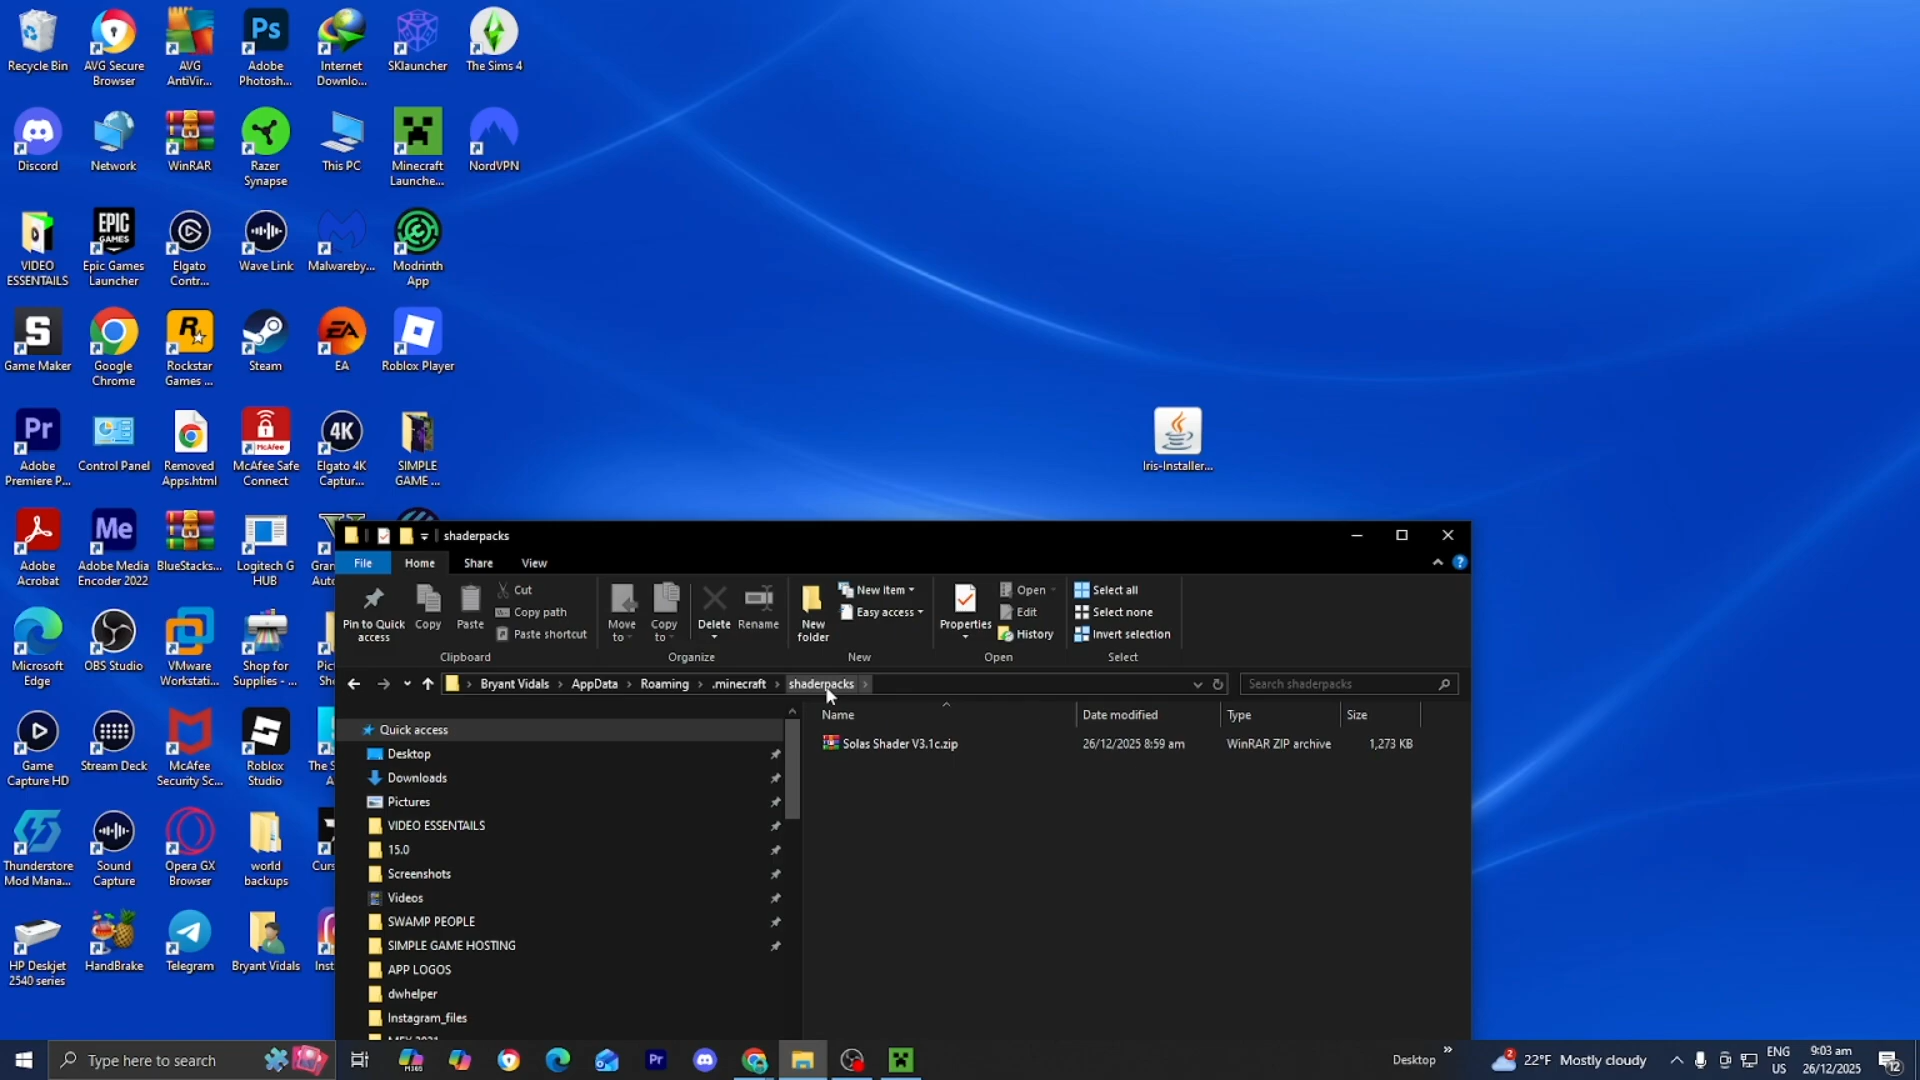 Recycle Bin
AVG Secure
Browser
AVG
AntiVir...
Adobe
Photosh...
Internet
Downlo...
SKlauncher
The Sims 4
Discord
Network
WinRAR
Razer
Synapse
This PC
Minecraft
Launche...
NordVPN
VIDEO
ESSENTAILS
Epic Games
Launcher
Elgato
Contr...
Wave Link
Malwareby...
Modrinth
App
Game Maker
Google
Chrome
Rockstar
Games ...
Steam
EA
Roblox Player
Adobe
Premiere P...
Control Panel
Removed
Apps.html
McAfee Safe
Connect
Elgato 4K
Captur...
SIMPLE
GAME ...
Iris-Installer...
Adobe
Acrobat
Adobe Media
Encoder 2022
BlueStacks...
Logitech G
HUB
Microsoft
Edge
OBS Studio
VMware
Workstati...
Shop for
Supplies - ...
Game
Capture HD
Stream Deck
McAfee
Security Sc...
Roblox
Studio
Thunderstore
Mod Mana...
Sound
Capture
Opera GX
Browser
world
backups
HP Deskjet
2540 series
HandBrake
Telegram
Bryant Vidals
shaderpacks
File
Home
Share
View
Pin to Quick
access
Copy
Paste
Cut
Copy path
Paste shortcut
Clipboard
Move
to
Copy
to
Delete
Rename
Organize
New
folder
New item
Easy access
New
Properties
Open
Edit
History
Open
Select all
Select none
Invert selection
Select
Bryant Vidals
AppData
Roaming
.minecraft
shaderpacks
Search shaderpacks
Name
Date modified
Type
Size
Solas Shader V3.1c.zip
26/12/2025 8:59 am
WinRAR ZIP archive
1,273 KB
Quick access
Desktop
Downloads
Pictures
VIDEO ESSENTAILS
15.0
Screenshots
Videos
SWAMP PEOPLE
SIMPLE GAME HOSTING
APP LOGOS
dwhelper
Instagram_files
Type here to search
Desktop
22°F Mostly cloudy
ENG
US
9:03 am
26/12/2025
12